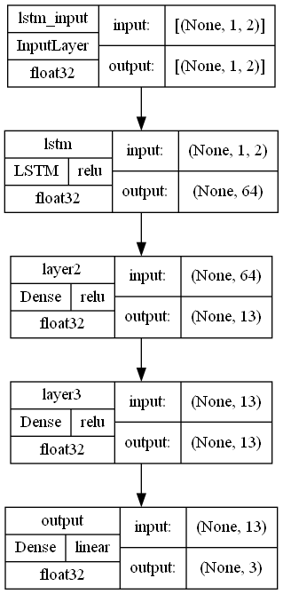 lstm_input input: [(None, 1, 2)]
InputLayer
float32 output: [(None, 1, 2)]
lstm input: (None, 1, 2)
LSTM relu
float32 output: (None, 64)
layer2 input: (None, 64)
Dense relu
float32 output: (None, 13)
layer3 input: (None, 13)
Dense relu
float32 output: (None, 13)
output input: (None, 13)
Dense linear
float32 output: (None, 3)